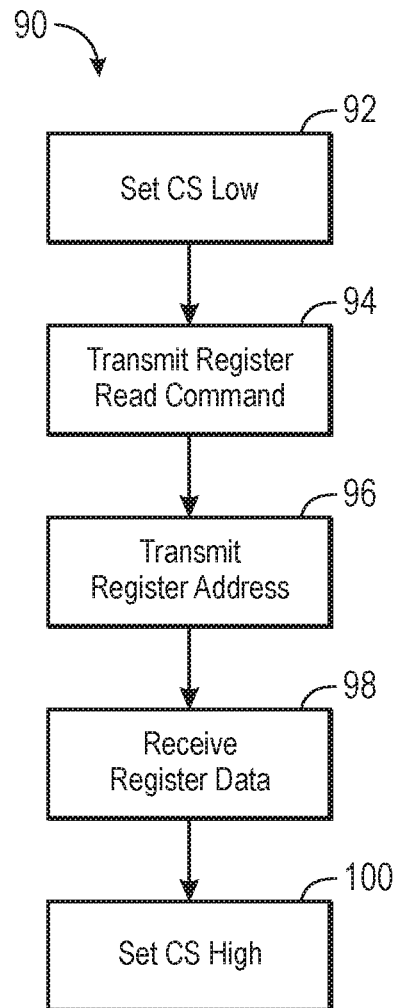 90
92
Set CS Low
94
Transmit Register
Read Command
96
Transmit
Register Address
98
Receive
Register Data
100
Set CS High